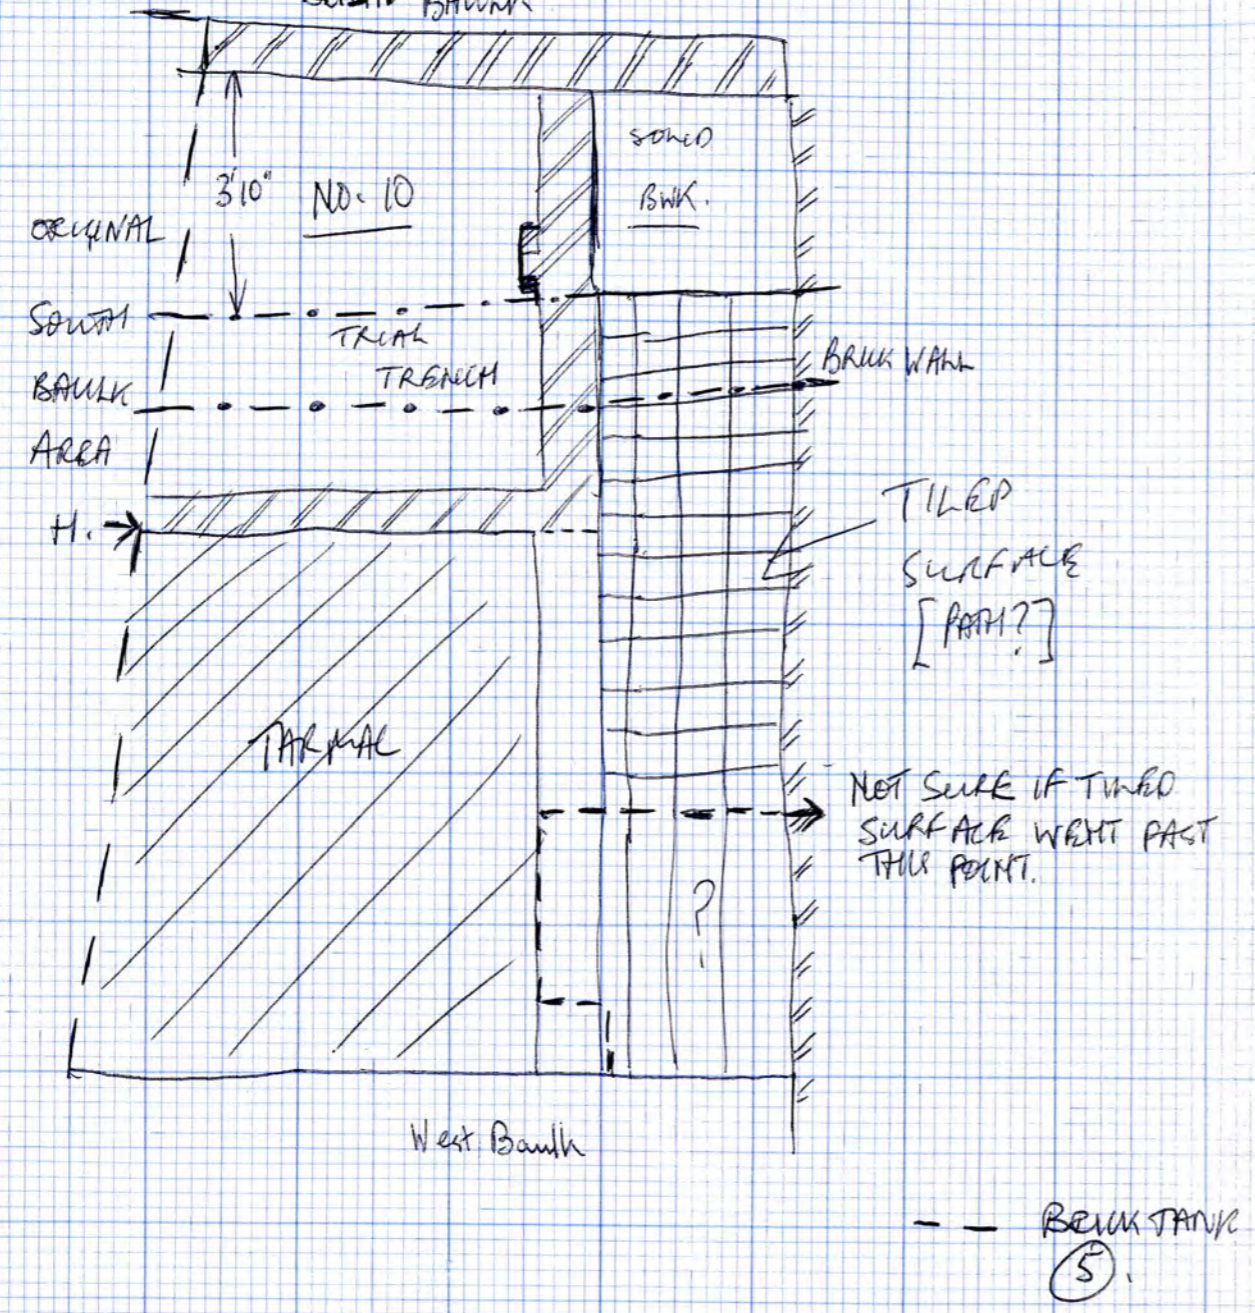 BAULK
SOLID
BWK.
3'10"
NO. 10
ORIGINAL
SOUTH
TRIAL
TRENCH
BAULK
BRICK WALL
AREA
H.
TILED
SURFACE
[PATH?]
TARMAC
NOT SURE IF TILED
SURFACE WENT PAST
THIS POINT.
?
West Baulk
BRICK TANK
5.